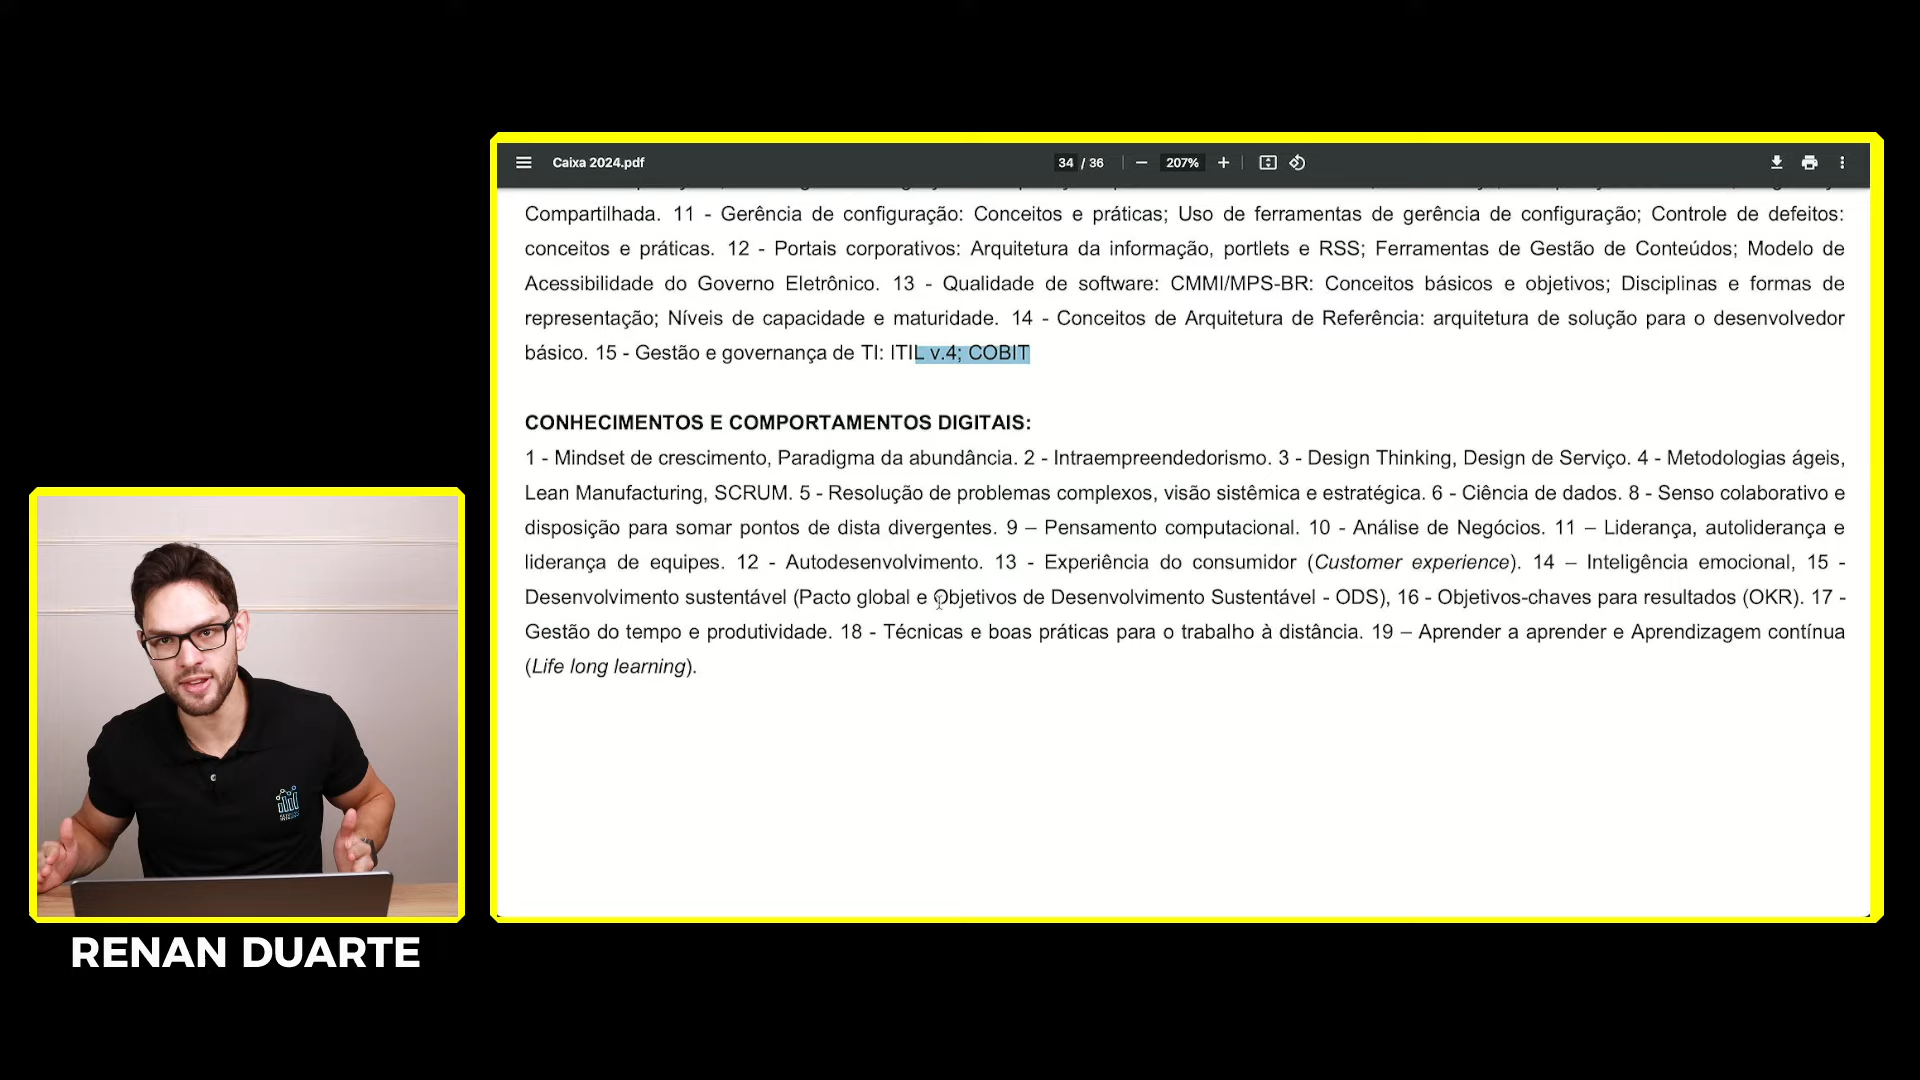 Caixa 2024.pdf
34 / 36
207%
Compartilhada. 11 - Gerência de configuração: Conceitos e práticas; Uso de ferramentas de gerência de configuração; Controle de defeitos:
conceitos e práticas. 12 - Portais corporativos: Arquitetura da informação, portlets e RSS; Ferramentas de Gestão de Conteúdos; Modelo de
Acessibilidade do Governo Eletrônico. 13 - Qualidade de software: CMMI/MPS-BR: Conceitos básicos e objetivos; Disciplinas e formas de
representação; Níveis de capacidade e maturidade. 14 - Conceitos de Arquitetura de Referência: arquitetura de solução para o desenvolvedor
básico. 15 - Gestão e governança de TI: ITIL v.4; COBIT
CONHECIMENTOS E COMPORTAMENTOS DIGITAIS:
1 - Mindset de crescimento, Paradigma da abundância. 2 - Intraempreendedorismo. 3 - Design Thinking, Design de Serviço. 4 - Metodologias ágeis,
Lean Manufacturing, SCRUM. 5 - Resolução de problemas complexos, visão sistêmica e estratégica. 6 - Ciência de dados. 8 - Senso colaborativo e
disposição para somar pontos de dista divergentes. 9 – Pensamento computacional. 10 - Análise de Negócios. 11 – Liderança, autoliderança e
liderança de equipes. 12 - Autodesenvolvimento. 13 - Experiência do consumidor (Customer experience). 14 – Inteligência emocional, 15 -
Desenvolvimento sustentável (Pacto global e Objetivos de Desenvolvimento Sustentável - ODS), 16 - Objetivos-chaves para resultados (OKR). 17 -
Gestão do tempo e produtividade. 18 - Técnicas e boas práticas para o trabalho à distância. 19 – Aprender a aprender e Aprendizagem contínua
(Life long learning).
RENAN DUARTE